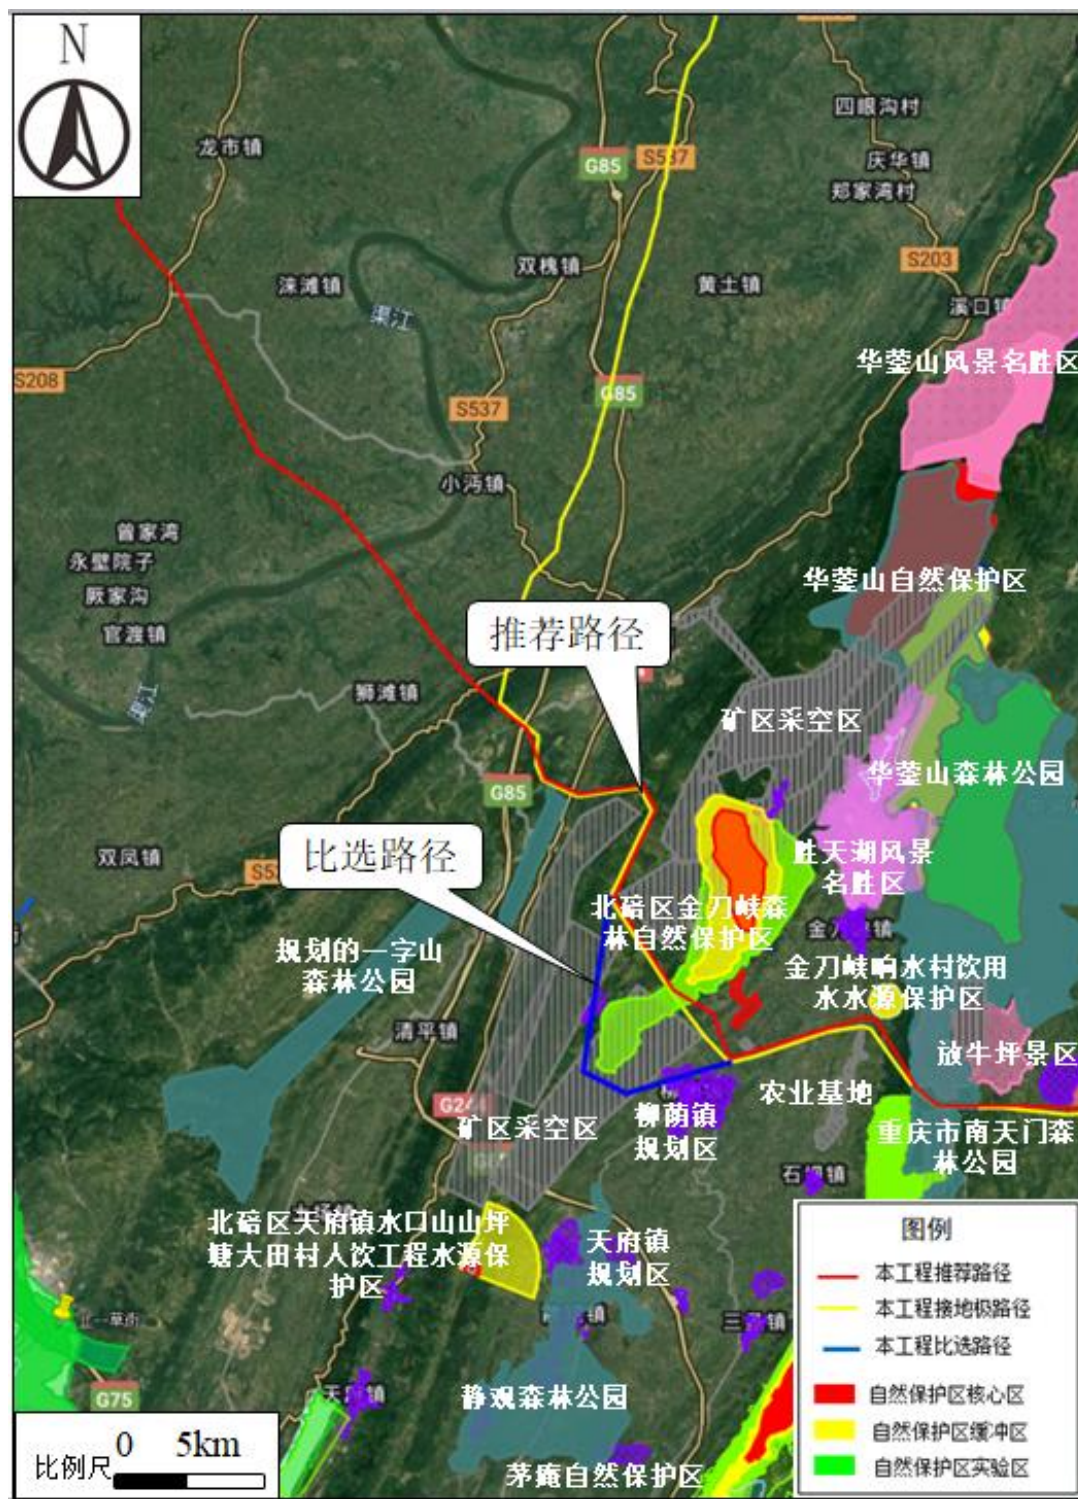 N
龙市镇
四眼沟村
庆华镇
郑家湾村
G85
S537
涞滩镇
双槐镇
黄土镇
S203
溪口镇
渠江
华蓥山风景名胜区
S208
S537
G85
小沔镇
曾家湾
永壁院子
厥家沟
官渡镇
华蓥山自然保护区
推荐路径
渠江
狮滩镇
矿区采空区
华蓥山森林公园
G85
比选路径
双凤镇
胜天湖风景
名胜区
北碚区金刀峡森
林自然保护区
规划的一字山
森林公园
金刀峡响水村饮用
水水源保护区
清平镇
放牛坪景区
农业基地
矿区采空区
柳荫镇
规划区
重庆市南天门森
林公园
北碚区天府镇水口山山坪
塘大田村人饮工程水源保
护区
天府镇
规划区
静观森林公园
G75
茅庵自然保护区
0 5km
比例尺
图例
本工程推荐路径
本工程接地极路径
本工程比选路径
自然保护区核心区
自然保护区缓冲区
自然保护区实验区